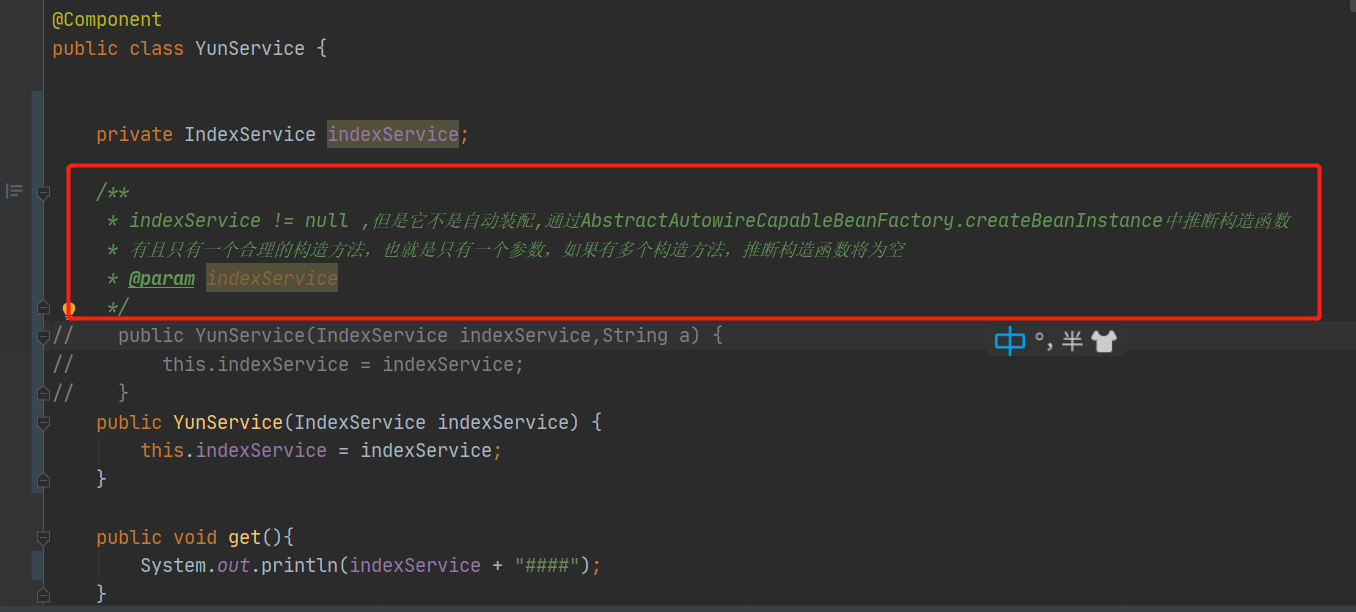 @Component
public class YunService {
private IndexService indexService;
/**
* indexService != null ,但是它不是自动装配,通过AbstractAutowireCapableBeanFactory.createBeanInstance中推断构造函数
* 有且只有一个合理的构造方法，也就是只有一个参数，如果有多个构造方法，推断构造函数将为空
* @param indexService
*/
// public YunService(IndexService indexService,String a) {
// this.indexService = indexService;
// }
public YunService(IndexService indexService) {
this.indexService = indexService;
}
public void get(){
System.out.println(indexService + "####");
}
中 °, 半